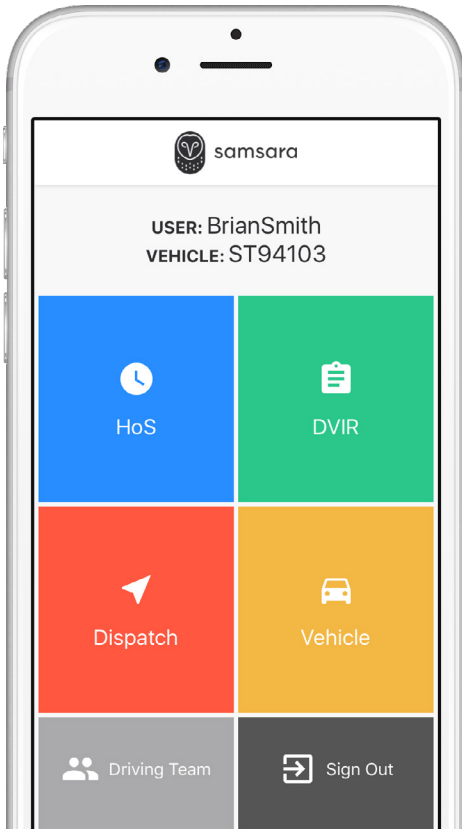 samsara
USER: BrianSmith
VEHICLE: ST94103
HoS
DVIR
Dispatch
Vehicle
Driving Team
Sign Out